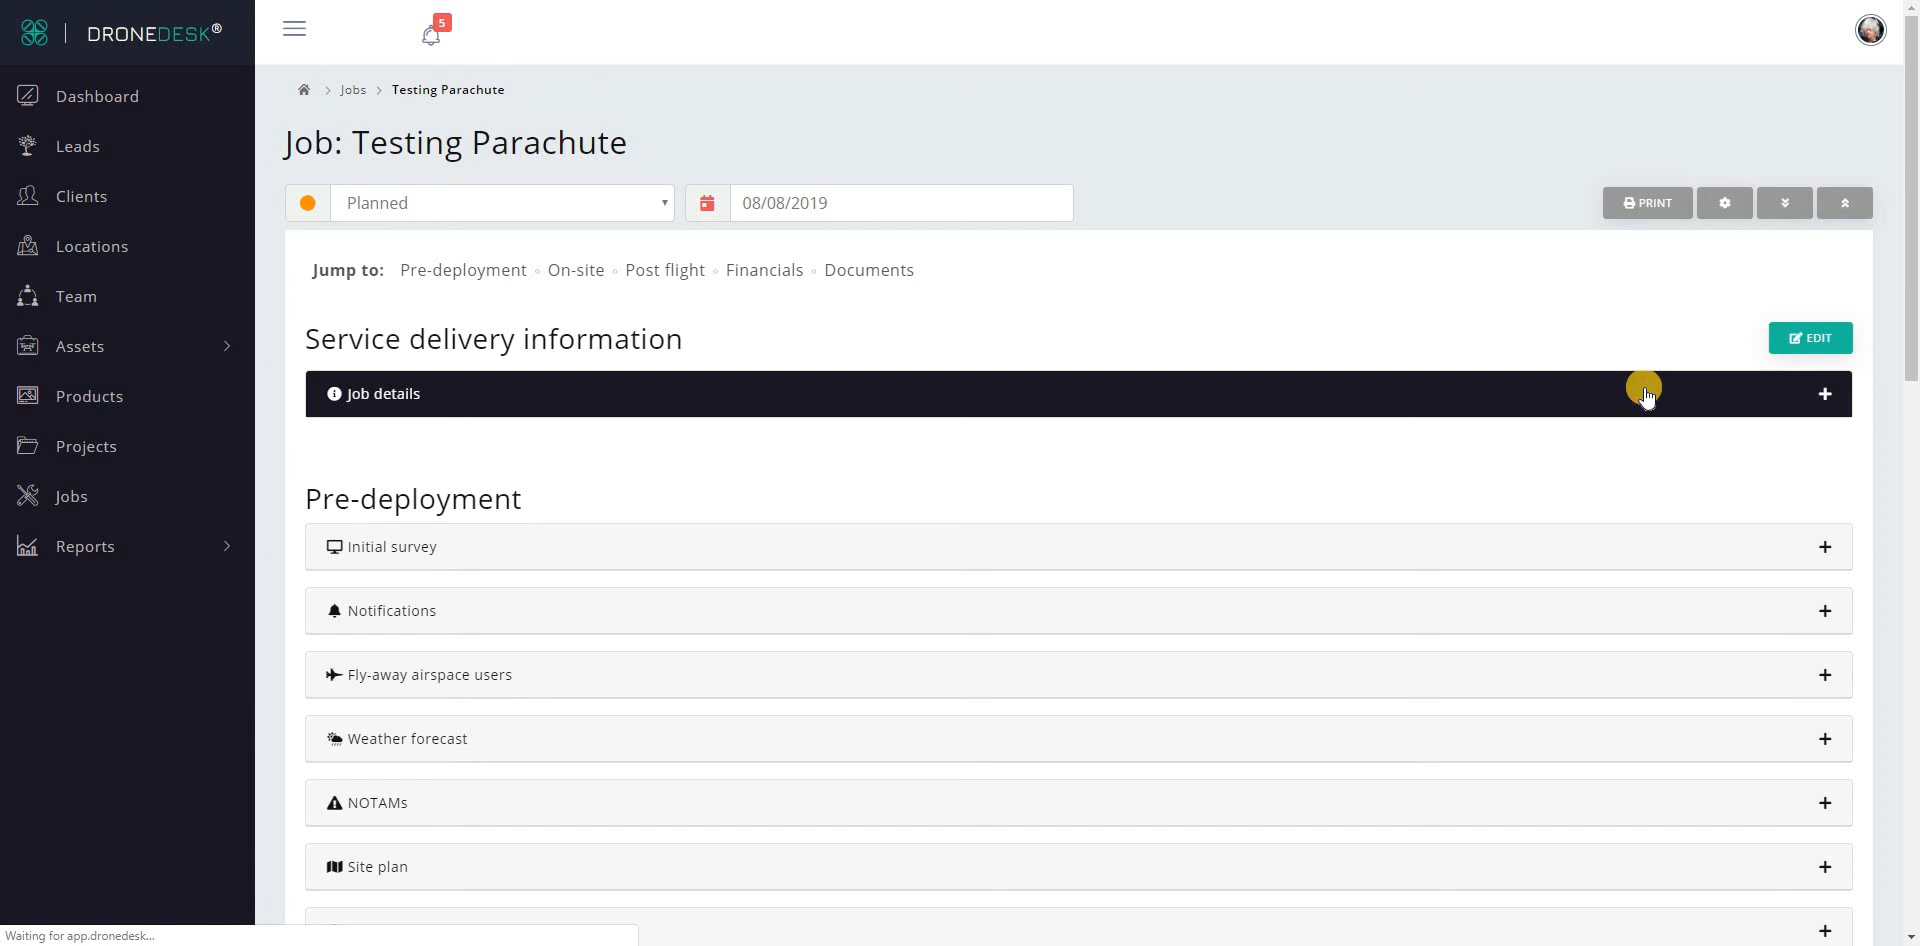 DRONEDESK®
5
Dashboard
Leads
Clients
Locations
Team
Assets
Products
Projects
Jobs
Reports
Jobs
Testing Parachute
Job: Testing Parachute
Planned
08/08/2019
PRINT
Jump to: Pre-deployment ◦ On-site ◦ Post flight ◦ Financials ◦ Documents
Service delivery information
EDIT
Job details
Pre-deployment
Initial survey
Notifications
Fly-away airspace users
Weather forecast
NOTAMs
Site plan
Waiting for app.dronedesk...